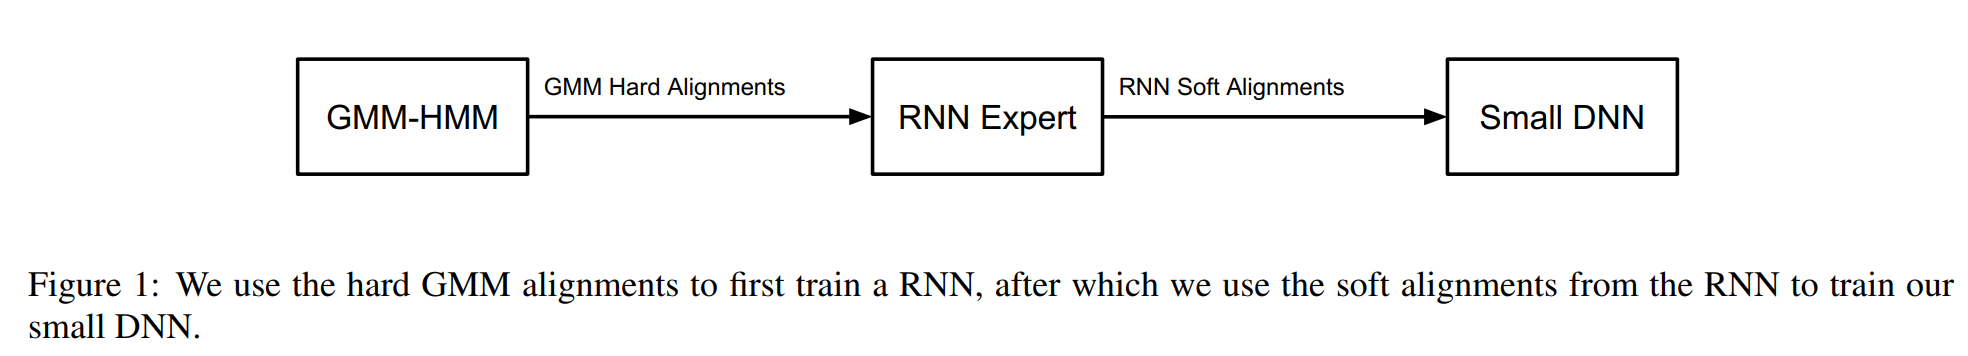 GMM Hard Alignments
RNN Soft Alignments
GMM-HMM
RNN Expert
Small DNN
Figure 1: We use the hard GMM alignments to first train a RNN, after which we use the soft alignments from the RNN to train our
small DNN.